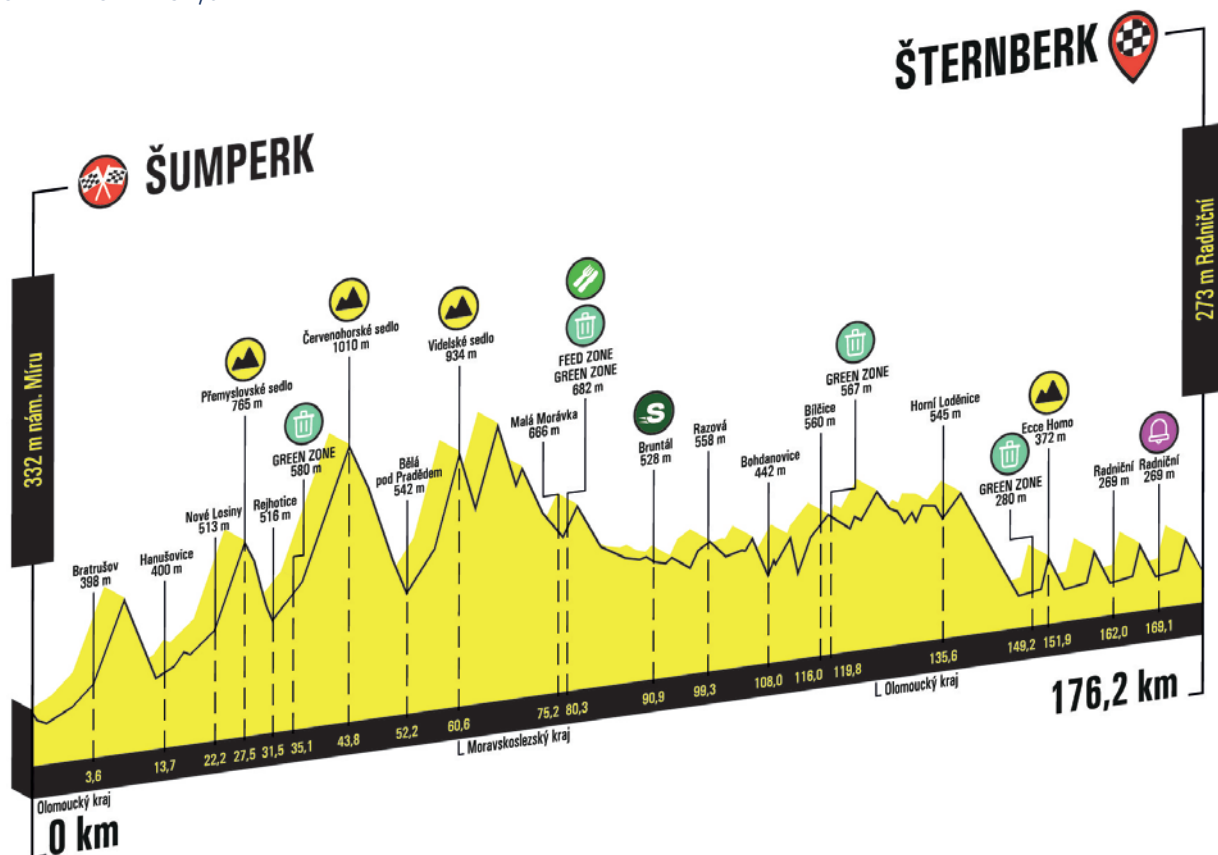 ŠTERNBERK
ŠUMPERK
332 m nám. Míru
273 m Radniční
Bratrušov
398 m
Hanušovice
400 m
Nové Losiny
513 m
Přemyslovské sedlo
765 m
Rejhotice
516 m
GREEN ZONE
580 m
Červenohorské sedlo
1010 m
Bělá
pod Pradědem
542 m
Videlské sedlo
934 m
Malá Morávka
666 m
FEED ZONE
GREEN ZONE
682 m
S
Bruntál
528 m
Razová
558 m
Bohdanovice
442 m
Bílčice
560 m
GREEN ZONE
567 m
Horní Loděnice
545 m
GREEN ZONE
280 m
Ecce Homo
372 m
Radniční
269 m
Radniční
269 m
3,6
13,7
22,2
27,5
31,5
35,1
43,8
52,2
60,6
75,2
80,3
90,9
99,3
108,0
116,0
119,8
135,6
149,2
151,9
162,0
169,1
Olomoucký kraj
L Moravskoslezský kraj
L Olomoucký kraj
0 km
176,2 km